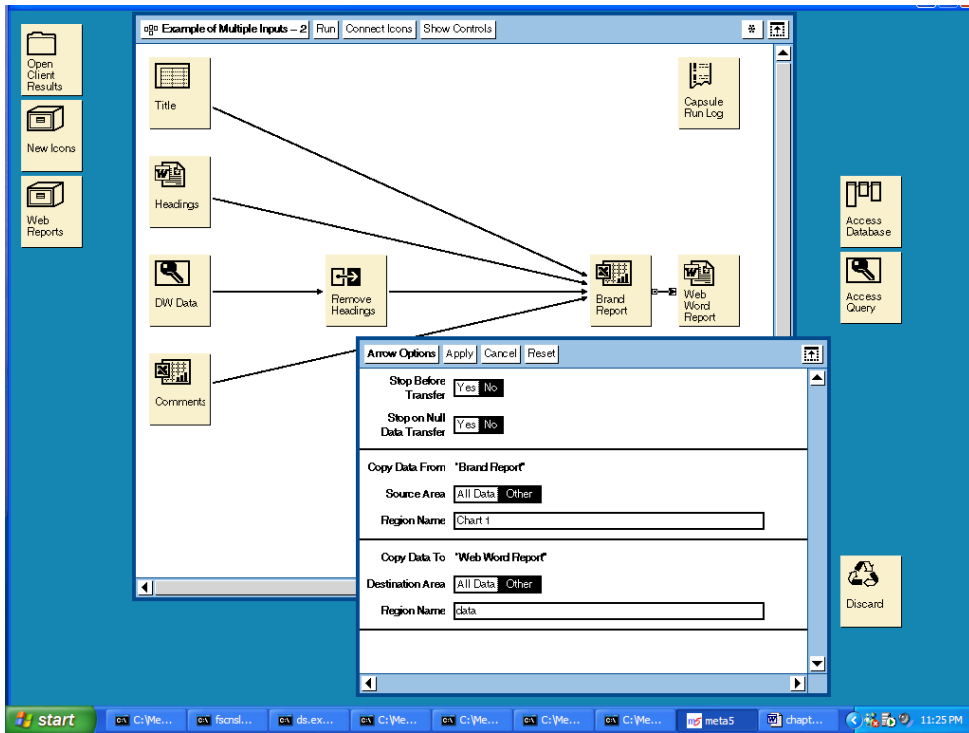 Open
Client
Results
New Icons
Web
Reports
Example of Multiple Inputs – 2 Run Connect Icons Show Controls *
Title
Capsule
Run Log
Headings
DW Data
Remove
Headings
Brand
Report
Web
Word
Report
Comments
Access
Database
Access
Query
Discard
Arrow Options Apply Cancel Reset
Stop Before
Transfer Yes No
Stop on Null
Data Transfer Yes No
Copy Data From "Brand Report"
Source Area All Data Other
Region Name Chart 1
Copy Data To "Web Word Report"
Destination Area All Data Other
Region Name data
start C:\Me... fscnsl... ds.ex... C:\Me... C:\Me... C:\Me... C:\Me... meta5 chapt... 11:25 PM